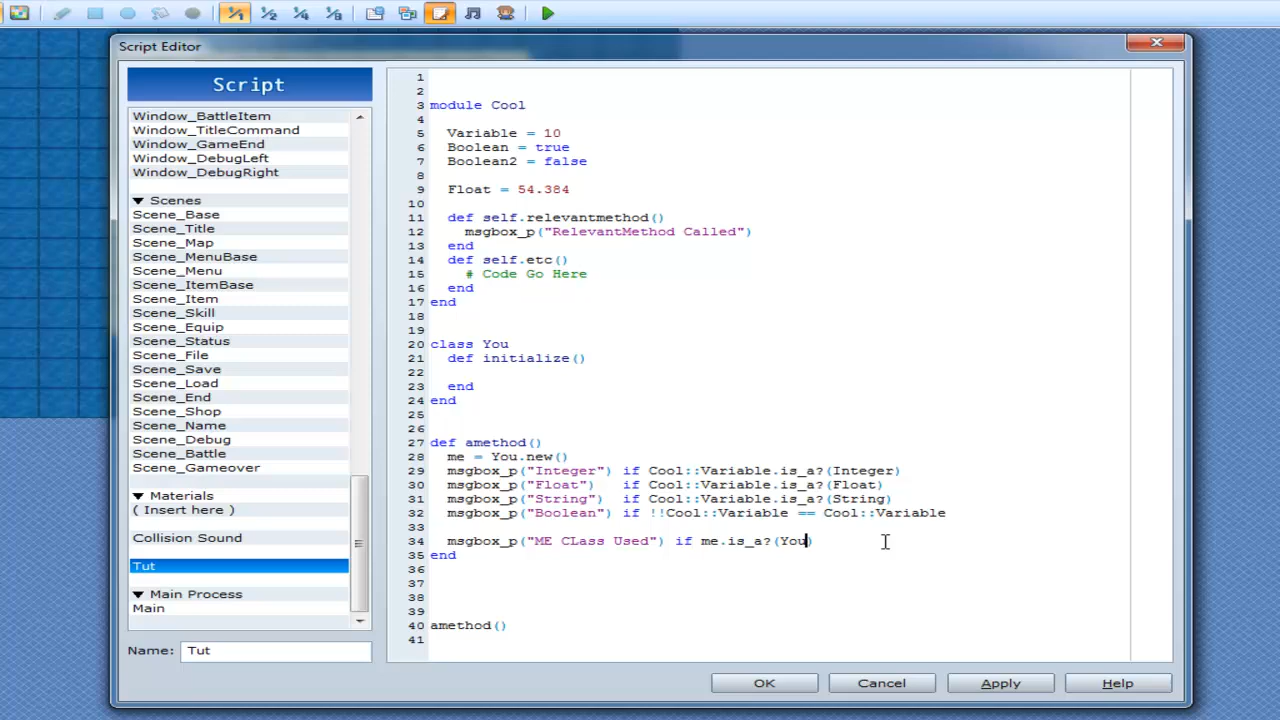 1/1 1/2 1/4 1/8
Script Editor
Script
Window_BattleItem
Window_TitleCommand
Window_GameEnd
Window_DebugLeft
Window_DebugRight
▼ Scenes
Scene_Base
Scene_Title
Scene_Map
Scene_MenuBase
Scene_Menu
Scene_ItemBase
Scene_Item
Scene_Skill
Scene_Equip
Scene_Status
Scene_File
Scene_Save
Scene_Load
Scene_End
Scene_Shop
Scene_Name
Scene_Debug
Scene_Battle
Scene_Gameover
▼ Materials
( Insert here )
Collision Sound
Tut
▼ Main Process
Main
Name: Tut
1
2
3 module Cool
4
5 Variable = 10
6 Boolean = true
7 Boolean2 = false
8
9 Float = 54.384
10
11 def self.relevantmethod()
12 msgbox_p("RelevantMethod Called")
13 end
14 def self.etc()
15 # Code Go Here
16 end
17 end
18
19
20 class You
21 def initialize()
22
23 end
24 end
25
26
27 def amethod()
28 me = You.new()
29 msgbox_p("Integer") if Cool::Variable.is_a?(Integer)
30 msgbox_p("Float") if Cool::Variable.is_a?(Float)
31 msgbox_p("String") if Cool::Variable.is_a?(String)
32 msgbox_p("Boolean") if !!Cool::Variable == Cool::Variable
33
34 msgbox_p("ME CLass Used") if me.is_a?(You)
35 end
36
37
38
39
40 amethod()
41
OK Cancel Apply Help